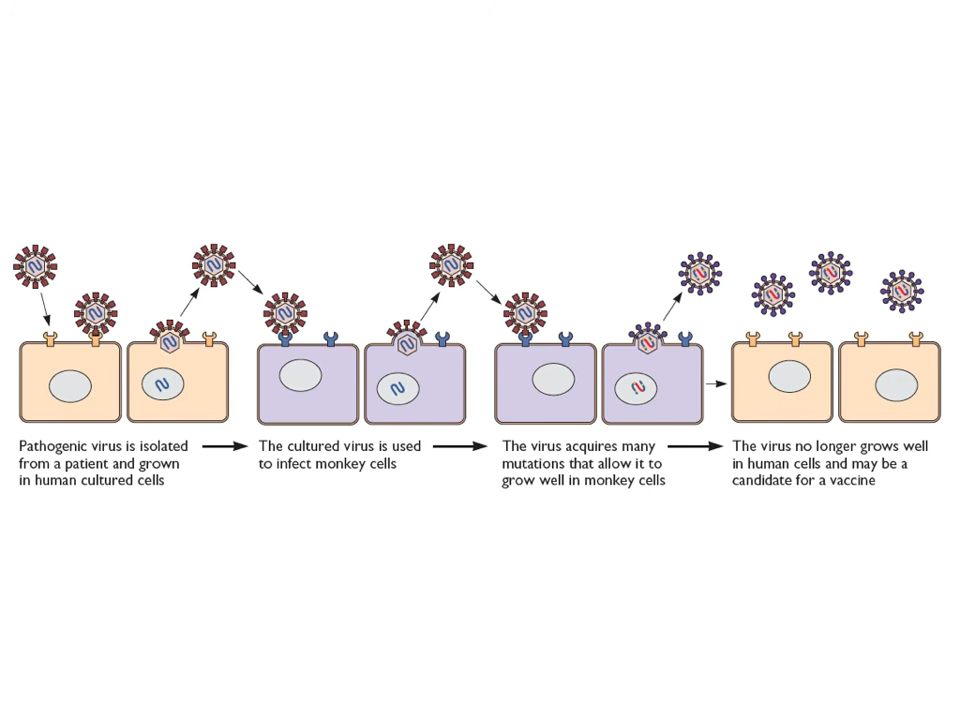 Pathogenic virus is isolated
from a patient and grown
in human cultured cells
The cultured virus is used
to infect monkey cells
The virus acquires many
mutations that allow it to
grow well in monkey cells
The virus no longer grows well
in human cells and may be a
candidate for a vaccine